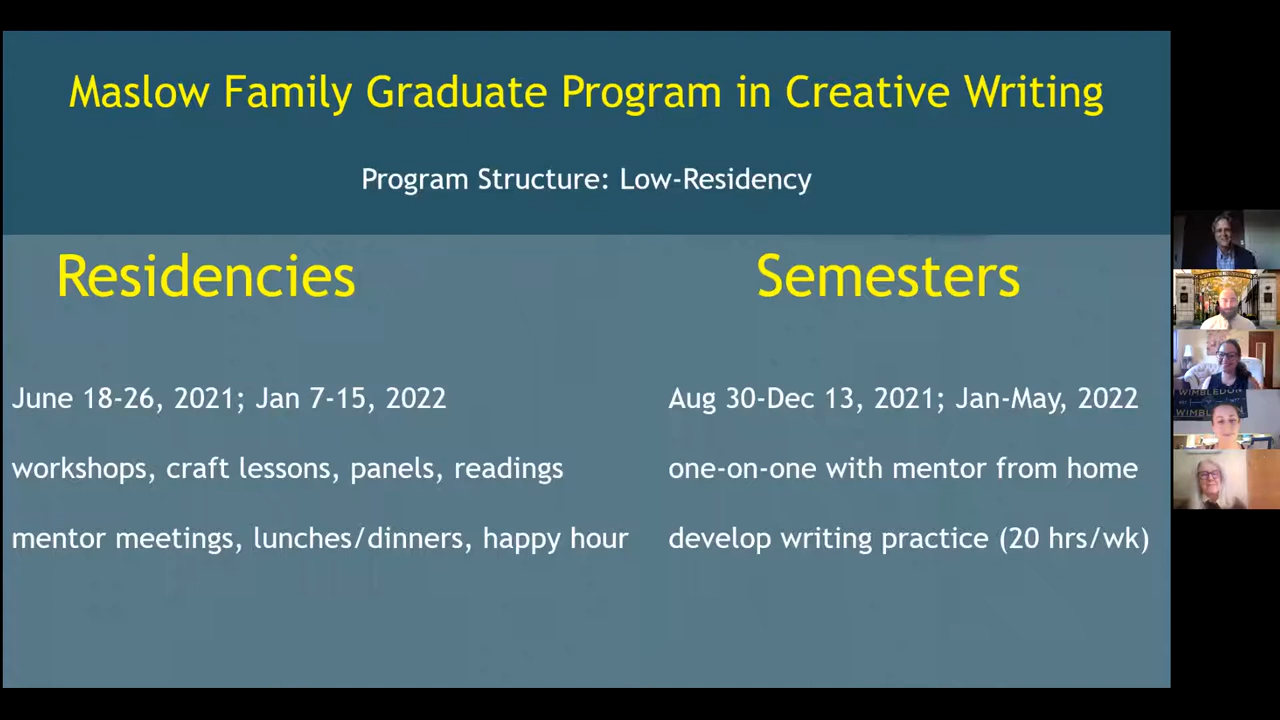 Maslow Family Graduate Program in Creative Writing
Program Structure: Low-Residency
Residencies
June 18-26, 2021; Jan 7-15, 2022
workshops, craft lessons, panels, readings
mentor meetings, lunches/dinners, happy hour
Semesters
Aug 30-Dec 13, 2021; Jan-May, 2022
one-on-one with mentor from home
develop writing practice (20 hrs/wk)
WIMBLEDON
WIMBLEDON